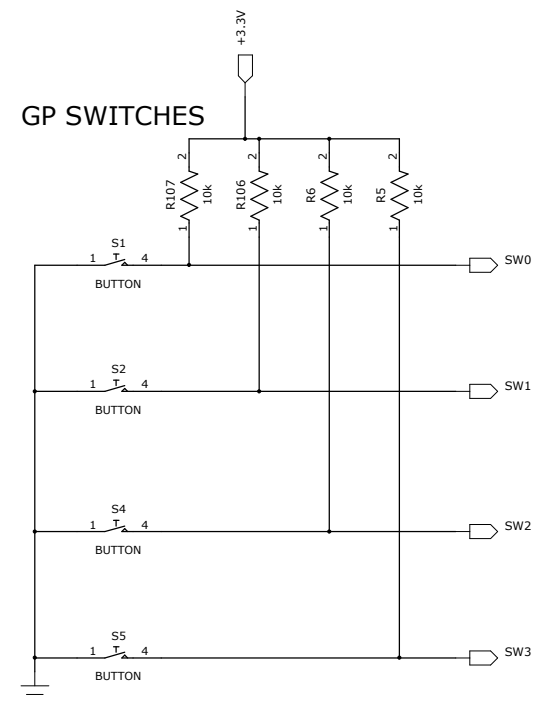 +3.3V
GP SWITCHES
2 2 2 2
R107 10k R106 10k R6 10k R5 10k
1 1 1 1
S1
1 4
BUTTON
SW0
S2
1 4
BUTTON
SW1
S4
1 4
BUTTON
SW2
S5
1 4
BUTTON
SW3